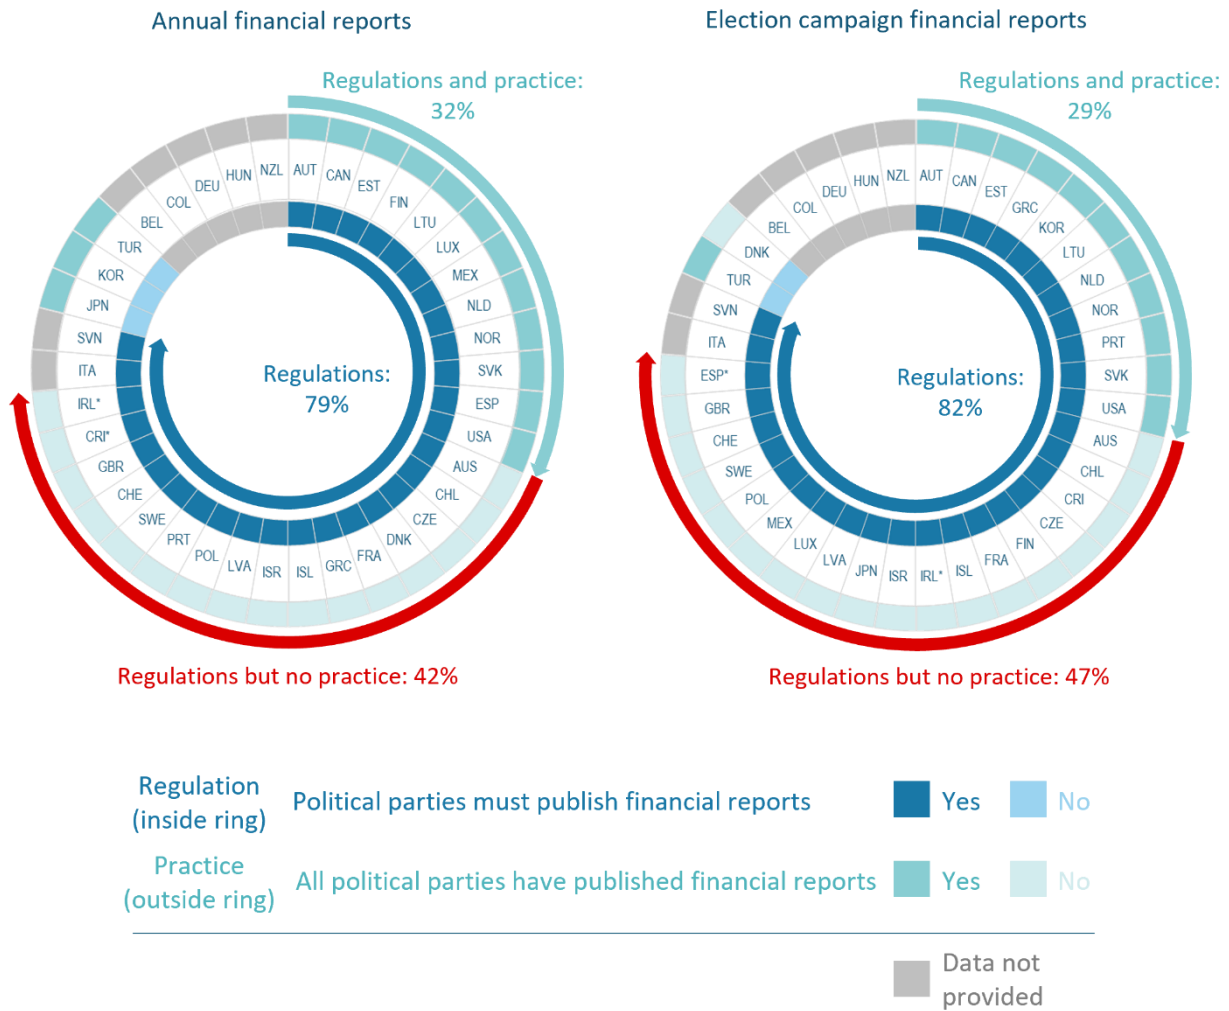 Annual financial reports
Election campaign financial reports
Regulations and practice:
32%
Regulations and practice:
29%
AUT
CAN
EST
FIN
LTU
LUX
MEX
NLD
NOR
SVK
ESP
USA
AUS
CHL
CZE
DNK
FRA
GRC
ISL
ISR
LVA
POL
PRT
SWE
CHE
GBR
CRI*
IRL*
ITA
SVN
JPN
KOR
TUR
BEL
COL
DEU
HUN
NZL
Regulations:
79%
AUT
CAN
EST
GRC
KOR
LTU
NLD
NOR
PRT
SVK
USA
AUS
CHL
CRI
CZE
FIN
FRA
ISL
IRL*
ISR
JPN
LVA
LUX
MEX
POL
SWE
CHE
GBR
ESP*
ITA
SVN
TUR
DNK
BEL
COL
DEU
HUN
NZL
Regulations:
82%
Regulations but no practice: 42%
Regulations but no practice: 47%
Regulation
(inside ring)
Political parties must publish financial reports
Yes
No
Practice
(outside ring)
All political parties have published financial reports
Yes
No
Data not
provided